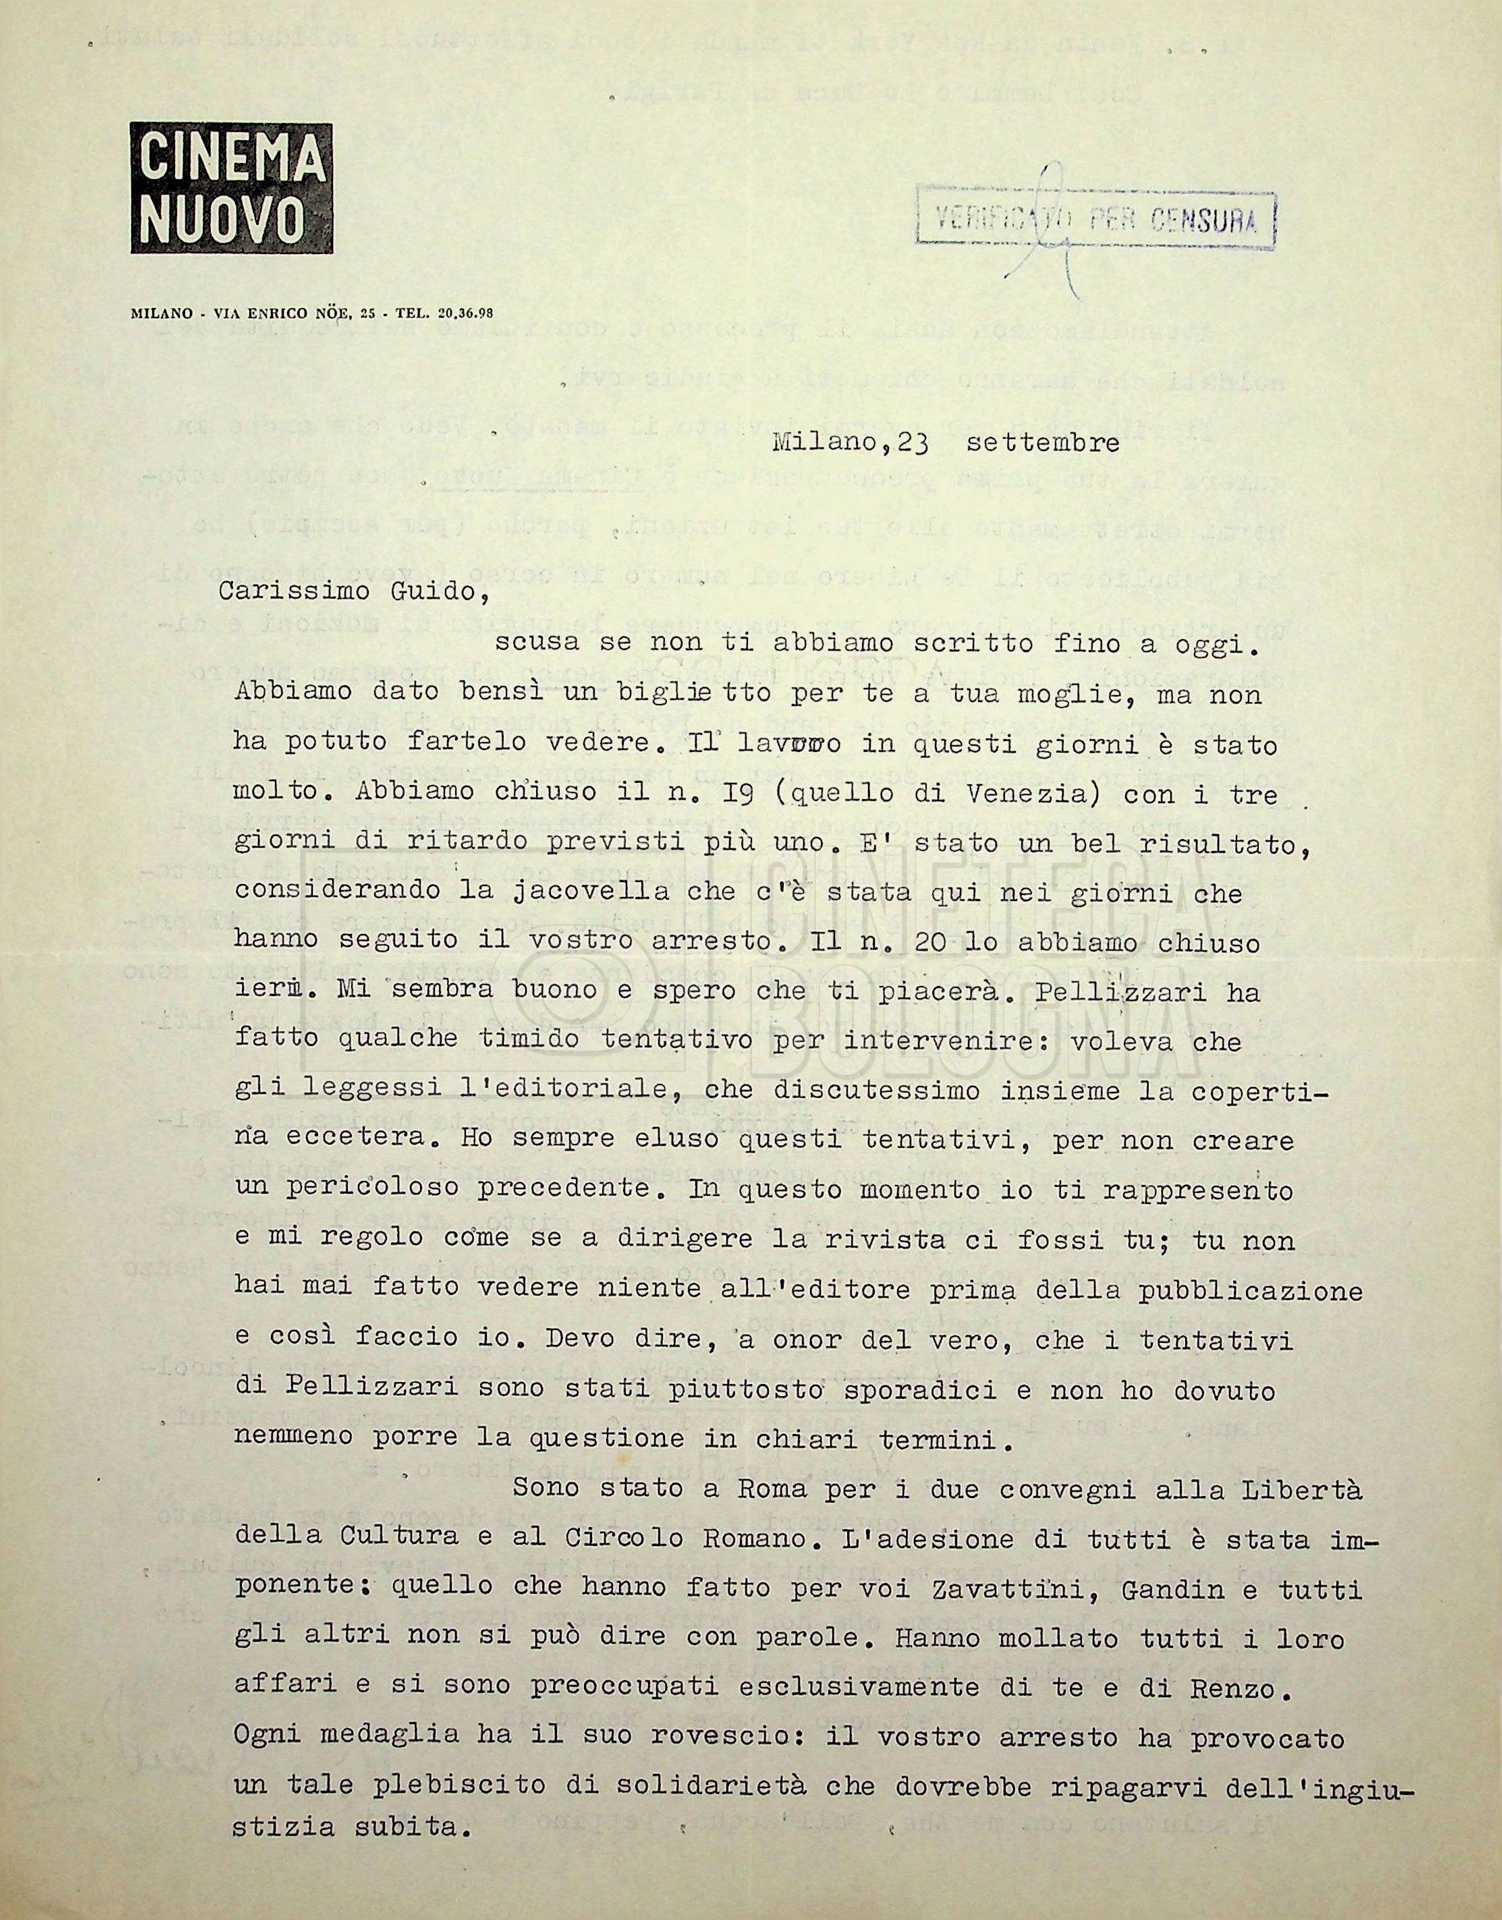 CINEMA
NUOVO
VERIFICATO PER CENSURA
MILANO - VIA ENRICO NÖE, 25 - TEL. 20.36.98
Milano,23 settembre
Carissimo Guido,
scusa se non ti abbiamo scritto fino a oggi.
Abbiamo dato bensì un biglietto per te a tua moglie, ma non
ha potuto fartelo vedere. Il lavoro in questi giorni è stato
molto. Abbiamo chiuso il n. I9 (quello di Venezia) con i tre
giorni di ritardo previsti più uno. E' stato un bel risultato,
considerando la jacovella che c'è stata qui nei giorni che
hanno seguito il vostro arresto. Il n. 20 lo abbiamo chiuso
ieri. Mi sembra buono e spero che ti piacerà. Pellizzari ha
fatto qualche timido tentativo per intervenire: voleva che
gli leggessi l'editoriale, che discutessimo insieme la coperti-
na eccetera. Ho sempre eluso questi tentativi, per non creare
un pericoloso precedente. In questo momento io ti rappresento
e mi regolo come se a dirigere la rivista ci fossi tu; tu non
hai mai fatto vedere niente all'editore prima della pubblicazione
e così faccio io. Devo dire, a onor del vero, che i tentativi
di Pellizzari sono stati piuttosto sporadici e non ho dovuto
nemmeno porre la questione in chiari termini.
Sono stato a Roma per i due convegni alla Libertà
della Cultura e al Circolo Romano. L'adesione di tutti è stata im-
ponente: quello che hanno fatto per voi Zavattini, Gandin e tutti
gli altri non si può dire con parole. Hanno mollato tutti i loro
affari e si sono preoccupati esclusivamente di te e di Renzo.
Ogni medaglia ha il suo rovescio: il vostro arresto ha provocato
un tale plebiscito di solidarietà che dovrebbe ripagarvi dell'ingiu-
stizia subita.
CINETECA
BOLOGNA